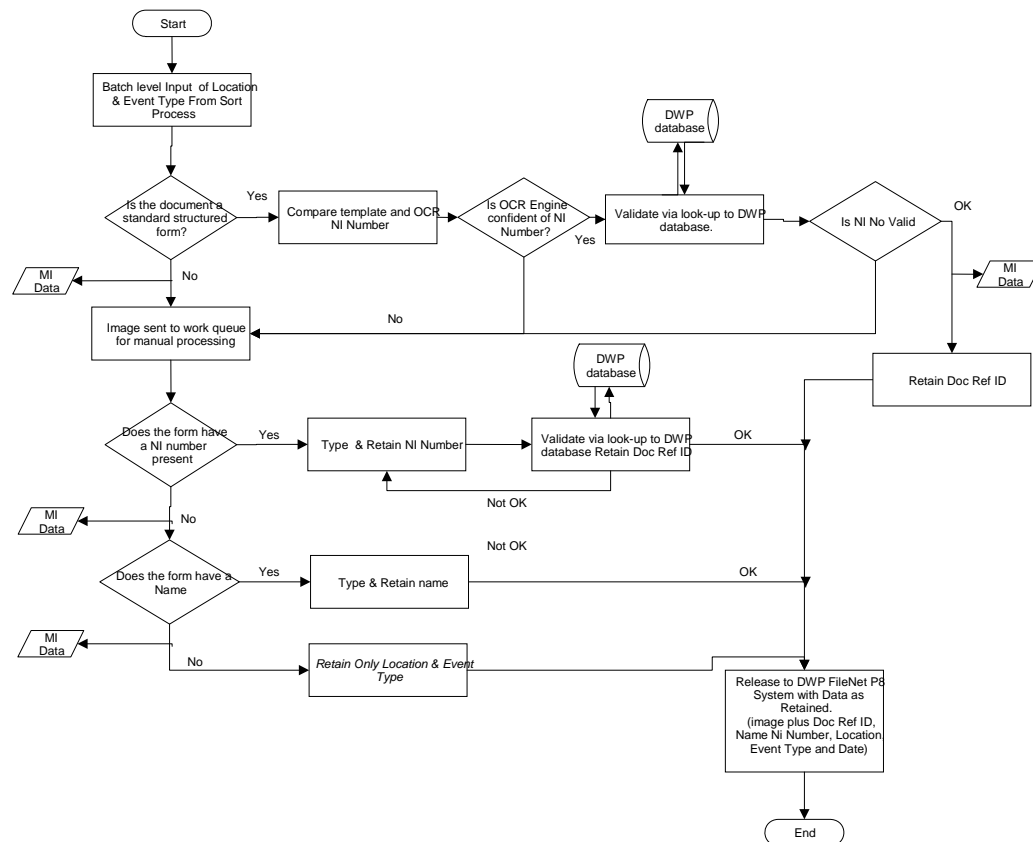 Start
Batch level Input of Location
& Event Type From Sort
Process
DWP
database
Is the document a
standard structured
form?
Yes
Compare template and OCR
NI Number
Is OCR Engine
confident of NI
Number?
Yes
Validate via look-up to DWP
database.
Is NI No Valid
OK
MI
Data
No
MI
Data
Image sent to work queue
for manual processing
No
DWP
database
Retain Doc Ref ID
Does the form have
a NI number
present
Yes
Type & Retain NI Number
Validate via look-up to DWP
database Retain Doc Ref ID
OK
Not OK
MI
Data
No
Not OK
Does the form have a
Name
Yes
Type & Retain name
OK
MI
Data
No
Retain Only Location & Event
Type
Release to DWP FileNet P8
System with Data as
Retained.
(image plus Doc Ref ID,
Name Ni Number, Location,
Event Type and Date)
End